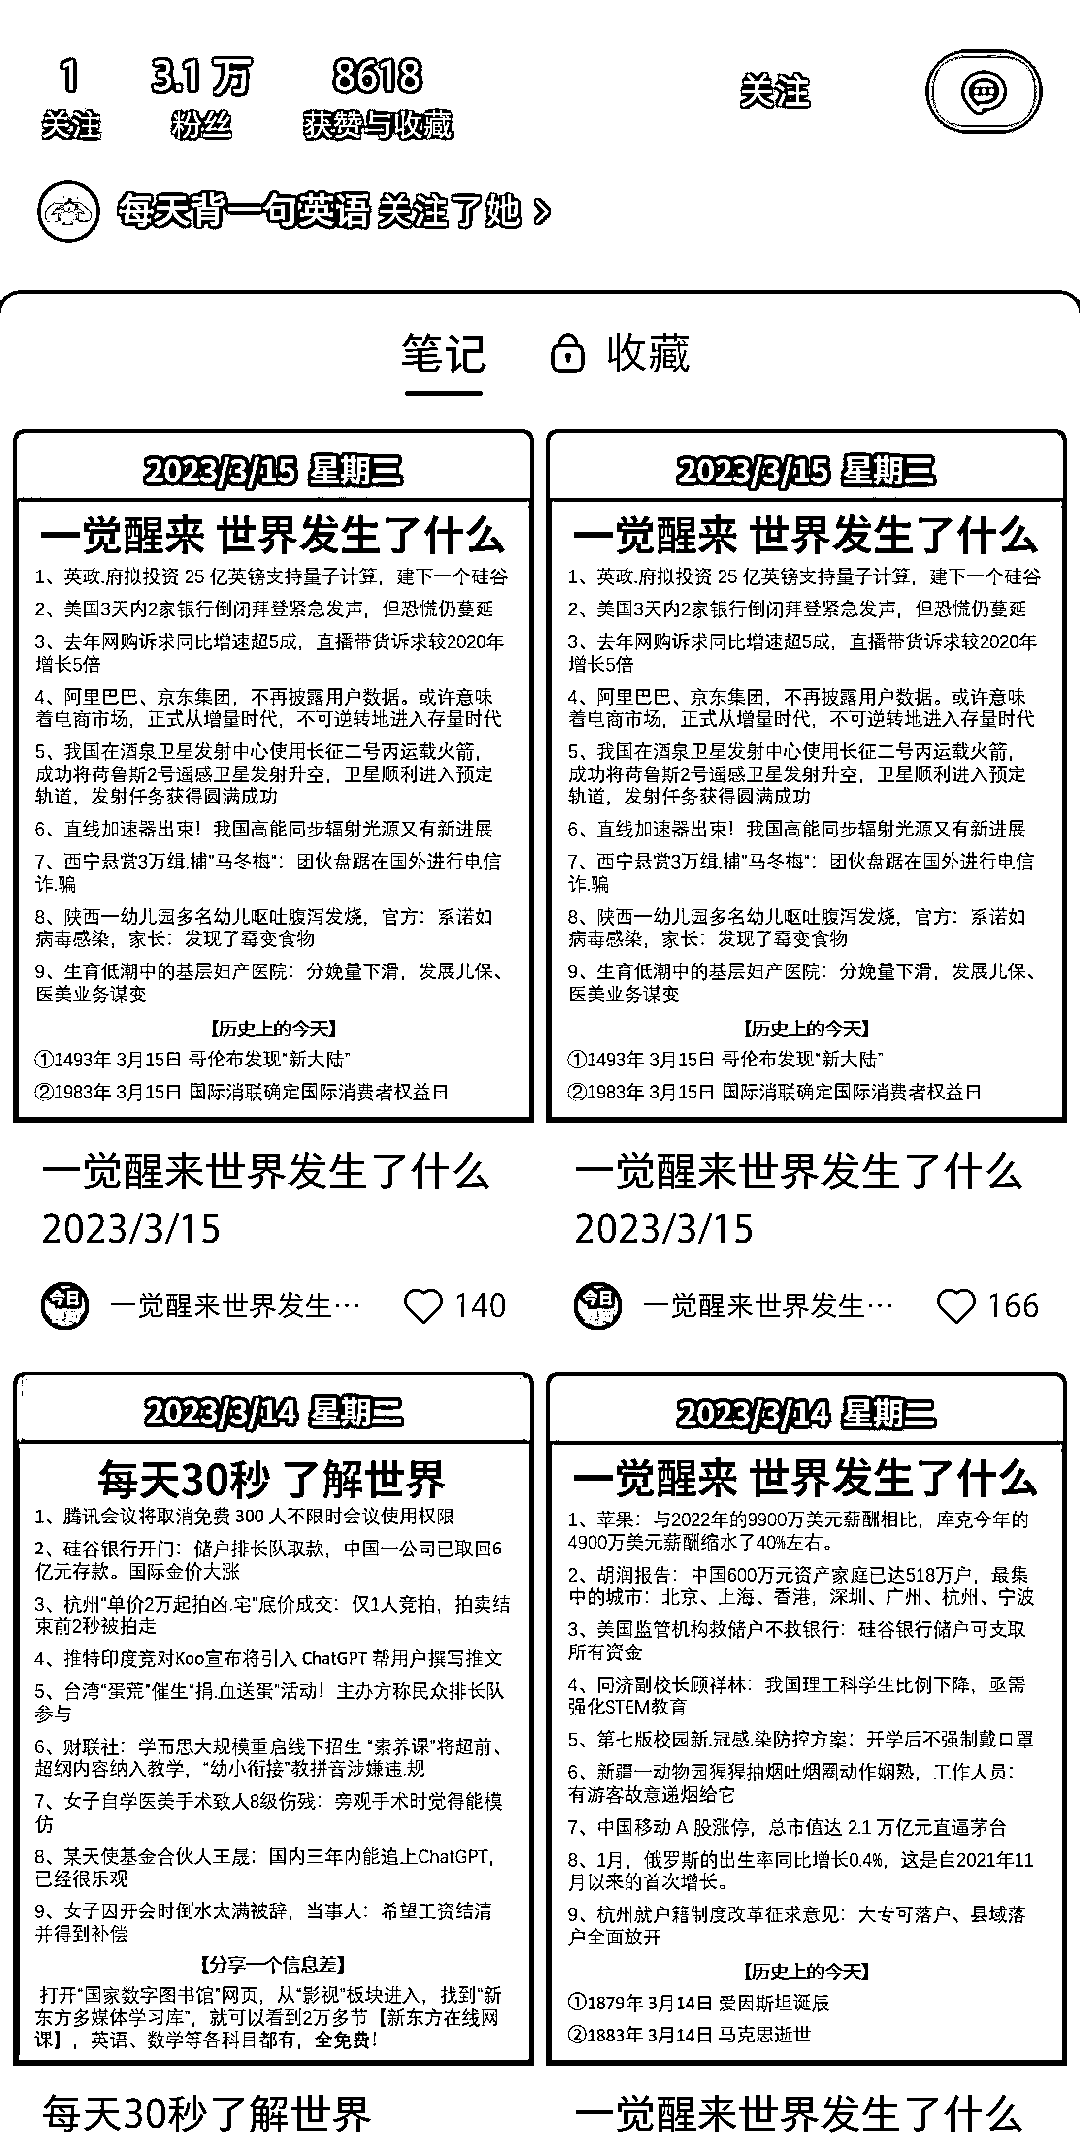 1 3.1万 8618
关注 粉丝 获赞与收藏
关注
每天背一句英语 关注了她 >
笔记 收藏
2023/3/15 星期三
一觉醒来 世界发生了什么
1、英政.府拟投资 25 亿英镑支持量子计算，建下一个硅谷
2、美国3天内2家银行倒闭拜登紧急发声，但恐慌仍蔓延
3、去年网购诉求同比增速超5成，直播带货诉求较2020年
增长5倍
4、阿里巴巴、京东集团，不再披露用户数据。或许意味
着电商市场，正式从增量时代，不可逆转地进入存量时代
5、我国在酒泉卫星发射中心使用长征二号丙运载火箭，
成功将荷鲁斯2号遥感卫星发射升空，卫星顺利进入预定
轨道，发射任务获得圆满成功
6、直线加速器出束！我国高能同步辐射光源又有新进展
7、西宁悬赏3万缉.捕“马冬梅”：团伙盘踞在国外进行电信
诈.骗
8、陕西一幼儿园多名幼儿呕吐腹泻发烧，官方：系诺如
病毒感染，家长：发现了霉变食物
9、生育低潮中的基层妇产医院：分娩量下滑，发展儿保、
医美业务谋变
【历史上的今天】
①1493年 3月15日 哥伦布发现“新大陆”
②1983年 3月15日 国际消联确定国际消费者权益日
一觉醒来世界发生了什么
2023/3/15
今日 一觉醒来世界发生… 140
2023/3/15 星期三
一觉醒来 世界发生了什么
1、英政.府拟投资 25 亿英镑支持量子计算，建下一个硅谷
2、美国3天内2家银行倒闭拜登紧急发声，但恐慌仍蔓延
3、去年网购诉求同比增速超5成，直播带货诉求较2020年
增长5倍
4、阿里巴巴、京东集团，不再披露用户数据。或许意味
着电商市场，正式从增量时代，不可逆转地进入存量时代
5、我国在酒泉卫星发射中心使用长征二号丙运载火箭，
成功将荷鲁斯2号遥感卫星发射升空，卫星顺利进入预定
轨道，发射任务获得圆满成功
6、直线加速器出束！我国高能同步辐射光源又有新进展
7、西宁悬赏3万缉.捕“马冬梅”：团伙盘踞在国外进行电信
诈.骗
8、陕西一幼儿园多名幼儿呕吐腹泻发烧，官方：系诺如
病毒感染，家长：发现了霉变食物
9、生育低潮中的基层妇产医院：分娩量下滑，发展儿保、
医美业务谋变
【历史上的今天】
①1493年 3月15日 哥伦布发现“新大陆”
②1983年 3月15日 国际消联确定国际消费者权益日
一觉醒来世界发生了什么
2023/3/15
今日 一觉醒来世界发生… 166
2023/3/14 星期二
每天30秒 了解世界
1、腾讯会议将取消免费 300 人不限时会议使用权限
2、硅谷银行开门：储户排长队取款，中国一公司已取回6
亿元存款。国际金价大涨
3、杭州“单价2万起拍凶.宅”底价成交：仅1人竞拍，拍卖结
束前2秒被拍走
4、推特印度竞对Koo宣布将引入 ChatGPT 帮用户撰写推文
5、台湾“蛋荒”催生“捐.血送蛋”活动！主办方称民众排长队
参与
6、财联社：学而思大规模重启线下招生 “素养课”将超前、
超纲内容纳入教学，“幼小衔接”教拼音涉嫌违.规
7、女子自学医美手术致人8级伤残：旁观手术时觉得能模
仿
8、某天使基金合伙人王晟：国内三年内能追上ChatGPT，
已经很乐观
9、女子因开会时倒水太满被辞，当事人：希望工资结清
并得到补偿
【分享一个信息差】
打开“国家数字图书馆”网页，从“影视”板块进入，找到“新
东方多媒体学习库”，就可以看到2万多节【新东方在线网
课】，英语、数学等各科目都有，全免费！
每天30秒了解世界
2023/3/14 星期二
一觉醒来 世界发生了什么
1、苹果：与2022年的9900万美元薪酬相比，库克今年的
4900万美元薪酬缩水了40%左右。
2、胡润报告：中国600万元资产家庭已达518万户，最集
中的城市：北京、上海、香港，深圳、广州、杭州、宁波
3、美国监管机构救储户不救银行：硅谷银行储户可支取
所有资金
4、同济副校长顾祥林：我国理工科学生比例下降，亟需
强化STEM教育
5、第七版校园新.冠感.染防控方案：开学后不强制戴口罩
6、新疆一动物园猩猩抽烟吐烟圈动作娴熟，工作人员：
有游客故意递烟给它
7、中国移动 A 股涨停，总市值达 2.1 万亿元直逼茅台
8、1月，俄罗斯的出生率同比增长0.4%，这是自2021年11
月以来的首次增长。
9、杭州就户籍制度改革征求意见：大专可落户、县域落
户全面放开
【历史上的今天】
①1879年 3月14日 爱因斯坦诞辰
②1883年 3月14日 马克思逝世
一觉醒来世界发生了什么